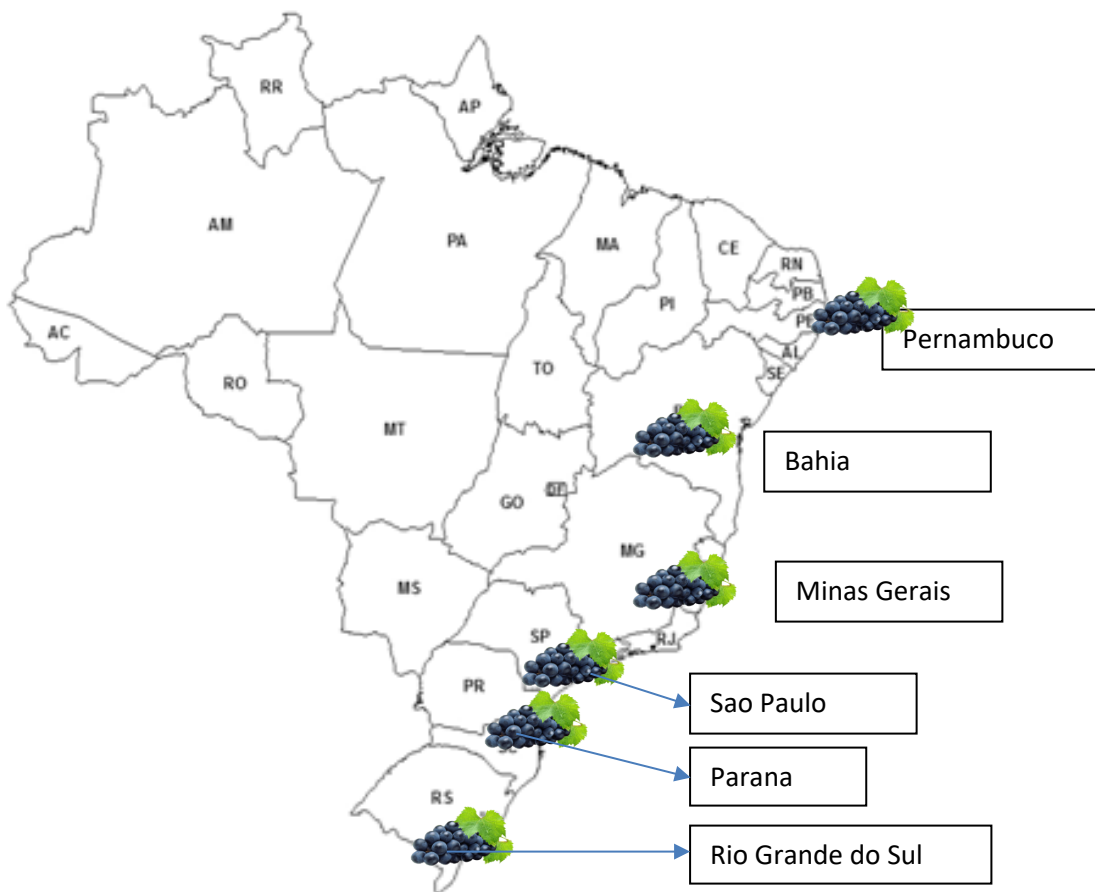 RR
AP
AM
PA
MA
CE
RN
PB
PE
PI
AC
AL
SE
TO
RO
MT
Pernambuco
Bahia
GO
DF
MG
MS
Minas Gerais
SP
RJ
PR
Sao Paulo
Parana
RS
Rio Grande do Sul